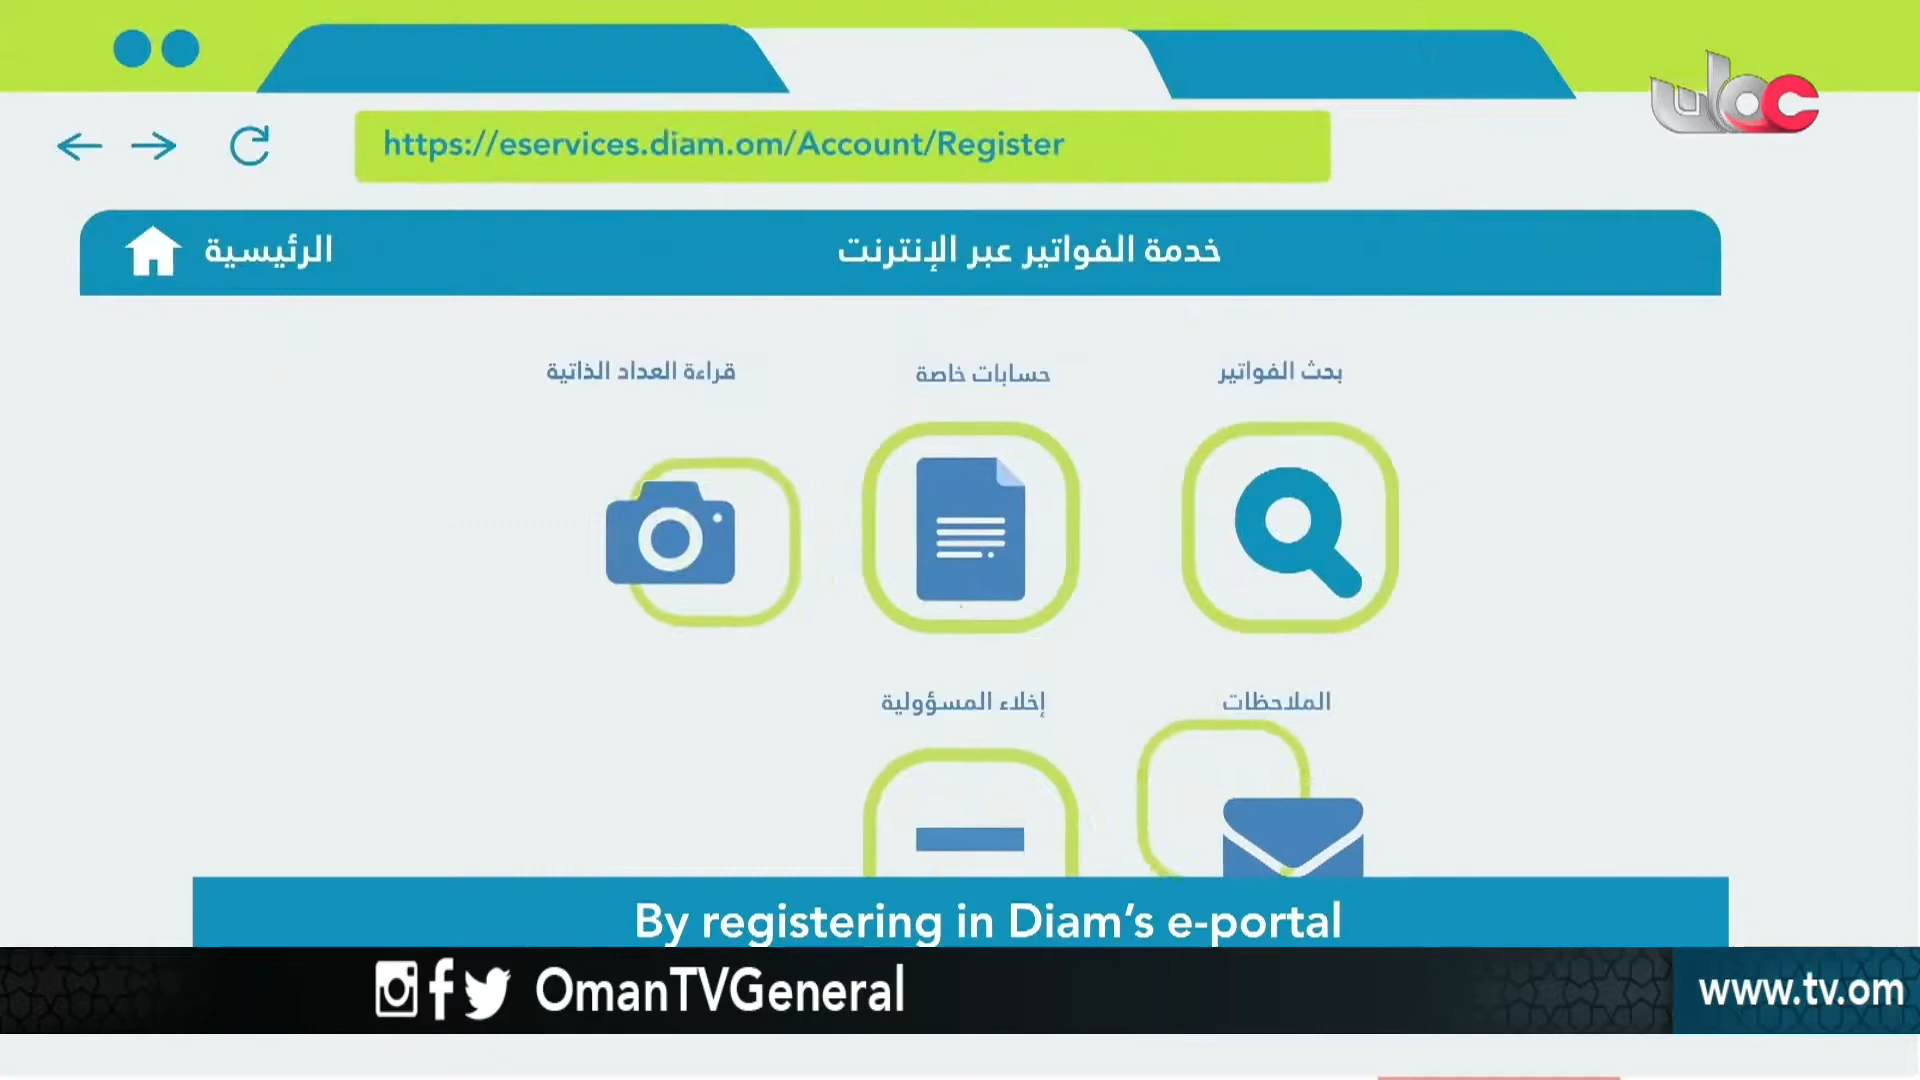 عمان
https://eservices.diam.om/Account/Register
الرئيسية
خدمة الفواتير عبر الإنترنت
بحث الفواتير
حسابات خاصة
قراءة العداد الذاتية
الملاحظات
إخلاء المسؤولية
By registering in Diam's e-portal
OmanTVGeneral
www.tv.om